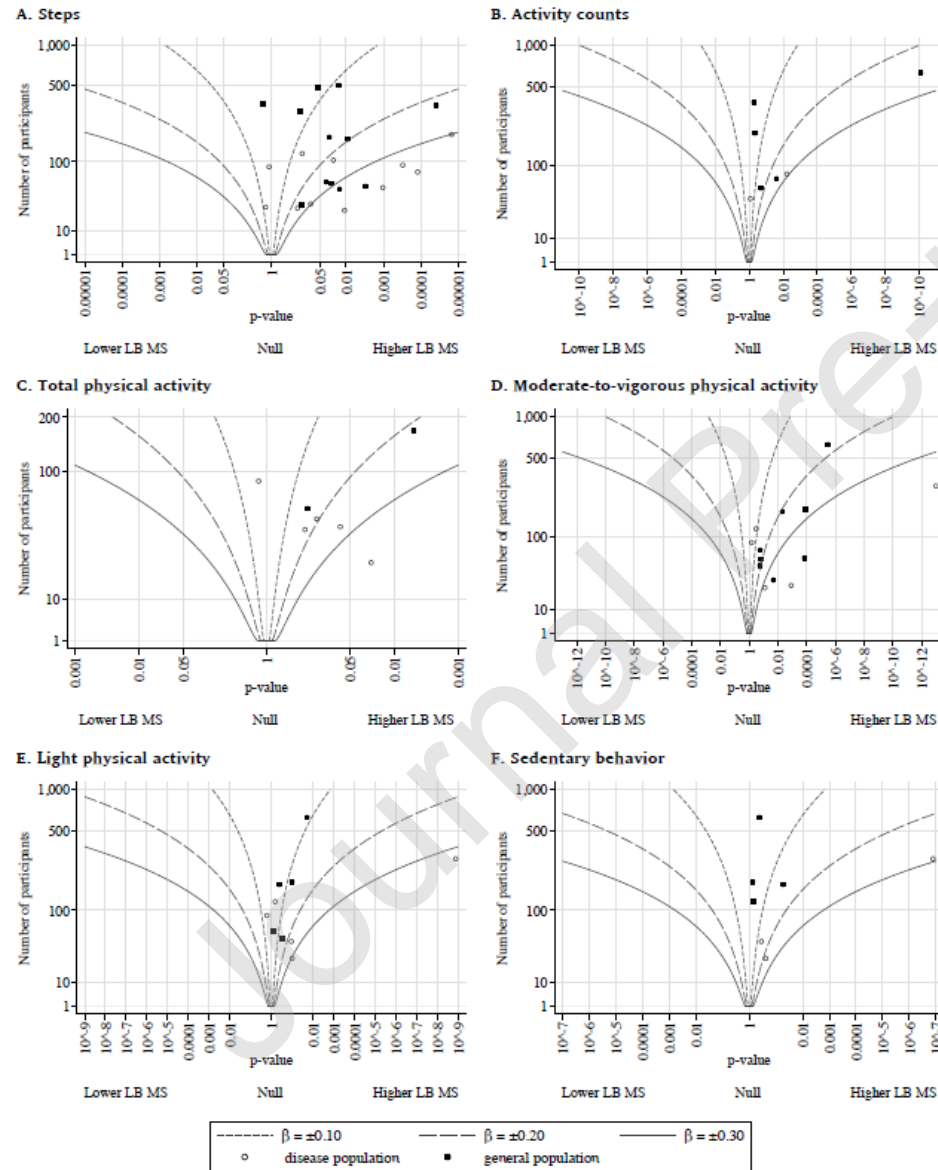 A. Steps
Number of participants
1,000
500
100
10
1
0.00001 0.0001 0.001 0.01 0.05 1 0.05 0.01 0.001 0.0001 0.00001
p-value
Lower LB MS Null Higher LB MS
B. Activity counts
Number of participants
1,000
500
100
10
1
10^-10 10^-8 10^-6 0.0001 0.01 1 0.01 0.0001 10^-6 10^-8 10^-10
p-value
Lower LB MS Null Higher LB MS
C. Total physical activity
Number of participants
200
100
10
1
0.001 0.01 0.05 1 0.05 0.01 0.001
p-value
Lower LB MS Null Higher LB MS
D. Moderate-to-vigorous physical activity
Number of participants
1,000
500
100
10
1
10^-12 10^-10 10^-8 10^-6 0.0001 0.01 1 0.01 0.0001 10^-6 10^-8 10^-10 10^-12
p-value
Lower LB MS Null Higher LB MS
E. Light physical activity
Number of participants
1,000
500
100
10
1
10^-9 10^-8 10^-7 10^-6 10^-5 0.0001 0.001 0.01 1 0.01 0.001 0.0001 10^-5 10^-6 10^-7 10^-8 10^-9
p-value
Lower LB MS Null Higher LB MS
F. Sedentary behavior
Number of participants
1,000
500
100
10
1
10^-7 10^-6 10^-5 0.0001 0.001 0.01 1 0.01 0.001 0.0001 10^-5 10^-6 10^-7
p-value
Lower LB MS Null Higher LB MS
β = ±0.10 β = ±0.20 β = ±0.30
disease population general population
Journal Pre-